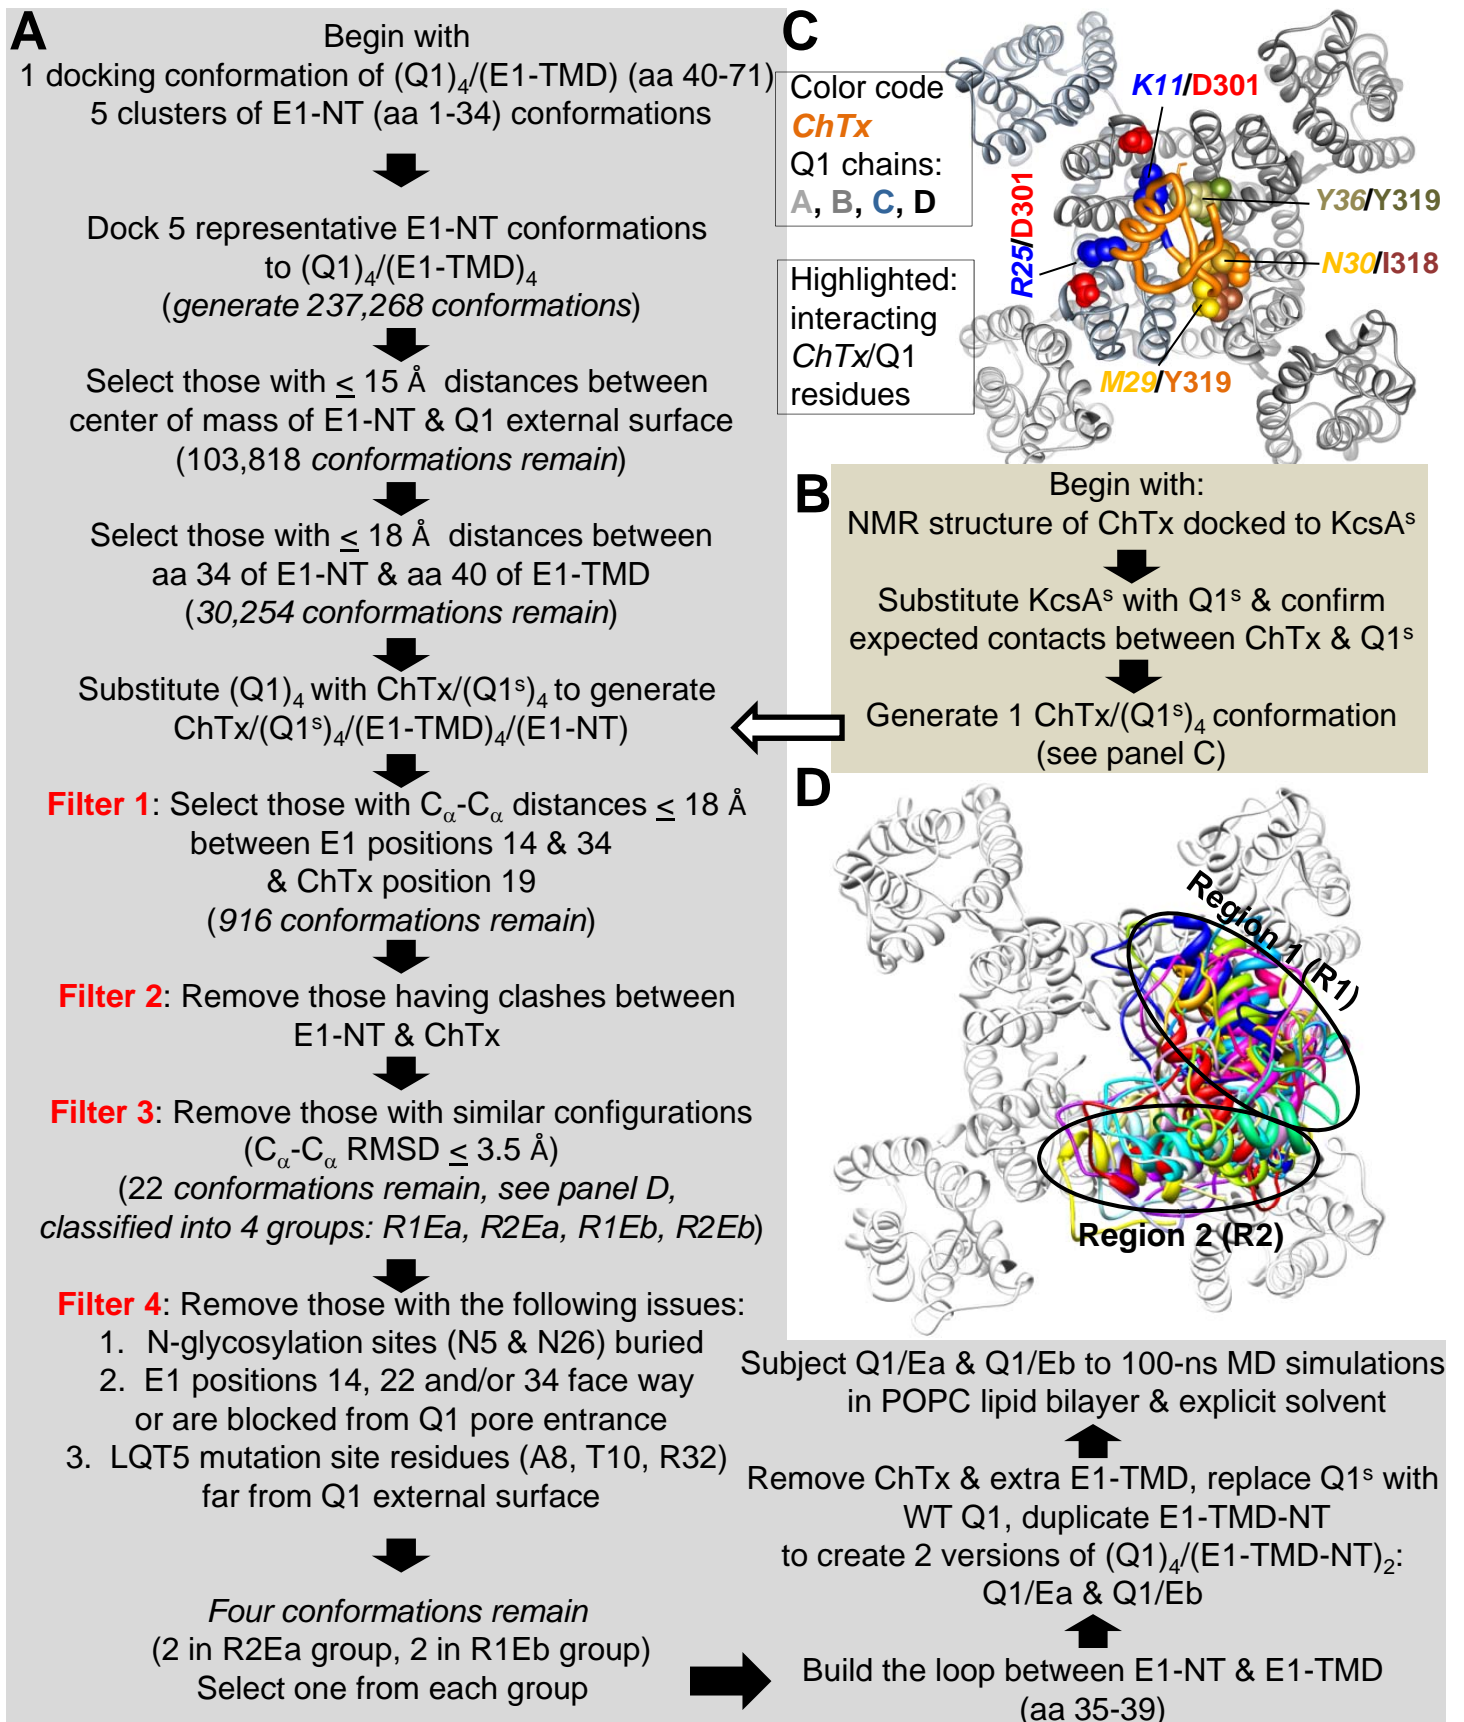 A
Begin with
1 docking conformation of (Q1)4/(E1-TMD) (aa 40-71)
5 clusters of E1-NT (aa 1-34) conformations
Dock 5 representative E1-NT conformations
to (Q1)4/(E1-TMD)4
(generate 237,268 conformations)
Select those with ≤ 15 Å distances between
center of mass of E1-NT & Q1 external surface
(103,818 conformations remain)
Select those with ≤ 18 Å distances between
aa 34 of E1-NT & aa 40 of E1-TMD
(30,254 conformations remain)
Substitute (Q1)4 with ChTx/(Q1s)4 to generate
ChTx/(Q1s)4/(E1-TMD)4/(E1-NT)
Filter 1: Select those with Cα-Cα distances ≤ 18 Å
between E1 positions 14 & 34
& ChTx position 19
(916 conformations remain)
Filter 2: Remove those having clashes between
E1-NT & ChTx
Filter 3: Remove those with similar configurations
(Cα-Cα RMSD ≤ 3.5 Å)
(22 conformations remain, see panel D,
classified into 4 groups: R1Ea, R2Ea, R1Eb, R2Eb)
Filter 4: Remove those with the following issues:
1. N-glycosylation sites (N5 & N26) buried
2. E1 positions 14, 22 and/or 34 face way
or are blocked from Q1 pore entrance
3. LQT5 mutation site residues (A8, T10, R32)
far from Q1 external surface
Four conformations remain
(2 in R2Ea group, 2 in R1Eb group)
Select one from each group
Build the loop between E1-NT & E1-TMD
(aa 35-39)
Remove ChTx & extra E1-TMD, replace Q1s with
WT Q1, duplicate E1-TMD-NT
to create 2 versions of (Q1)4/(E1-TMD-NT)2:
Q1/Ea & Q1/Eb
Subject Q1/Ea & Q1/Eb to 100-ns MD simulations
in POPC lipid bilayer & explicit solvent
B
Begin with:
NMR structure of ChTx docked to KcsAs
Substitute KcsAs with Q1s & confirm
expected contacts between ChTx & Q1s
Generate 1 ChTx/(Q1s)4 conformation
(see panel C)
C
Color code
ChTx
Q1 chains:
A, B, C, D
Highlighted:
interacting
ChTx/Q1
residues
K11/D301
R25/D301
Y36/Y319
N30/I318
M29/Y319
D
Region 1 (R1)
Region 2 (R2)